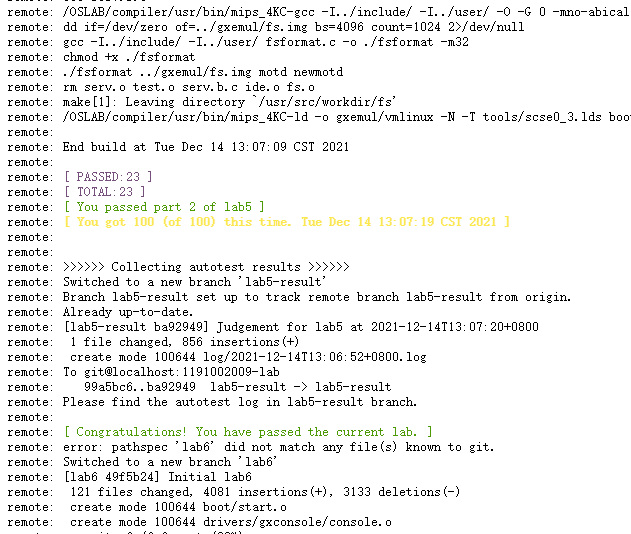 remote: /OSLAB/compiler/usr/bin/mips_4KC-gcc -I../include/ -I../user/ -O -G 0 -mno-abical
remote: dd if=/dev/zero of=../gxemul/fs.img bs=4096 count=1024 2>/dev/null
remote: gcc -I../include/ -I../user/ fsformat.c -o ./fsformat -m32
remote: chmod +x ./fsformat
remote: ./fsformat ../gxemul/fs.img motd newmotd
remote: rm serv.o test.o serv.b.c ide.o fs.o
remote: make[1]: Leaving directory `/usr/src/workdir/fs'
remote: /OSLAB/compiler/usr/bin/mips_4KC-ld -o gxemul/vmlinux -N -T tools/scse0_3.lds boo
remote:
remote: End build at Tue Dec 14 13:07:09 CST 2021
remote:
remote: [ PASSED:23 ]
remote: [ TOTAL:23 ]
remote: [ You passed part 2 of lab5 ]
remote: [ You got 100 (of 100) this time. Tue Dec 14 13:07:19 CST 2021 ]
remote:
remote:
remote: >>>>>> Collecting autotest results >>>>>>
remote: Switched to a new branch 'lab5-result'
remote: Branch lab5-result set up to track remote branch lab5-result from origin.
remote: Already up-to-date.
remote: [lab5-result ba92949] Judgement for lab5 at 2021-12-14T13:07:20+0800
remote:  1 file changed, 856 insertions(+)
remote:  create mode 100644 log/2021-12-14T13:06:52+0800.log
remote: To git@localhost:1191002009-lab
remote:    99a5bc6..ba92949  lab5-result -> lab5-result
remote: Please find the autotest log in lab5-result branch.
remote:
remote: [ Congratulations! You have passed the current lab. ]
remote: error: pathspec 'lab6' did not match any file(s) known to git.
remote: Switched to a new branch 'lab6'
remote: [lab6 49f5b24] Initial lab6
remote:  121 files changed, 4081 insertions(+), 3133 deletions(-)
remote:  create mode 100644 boot/start.o
remote:  create mode 100644 drivers/gxconsole/console.o